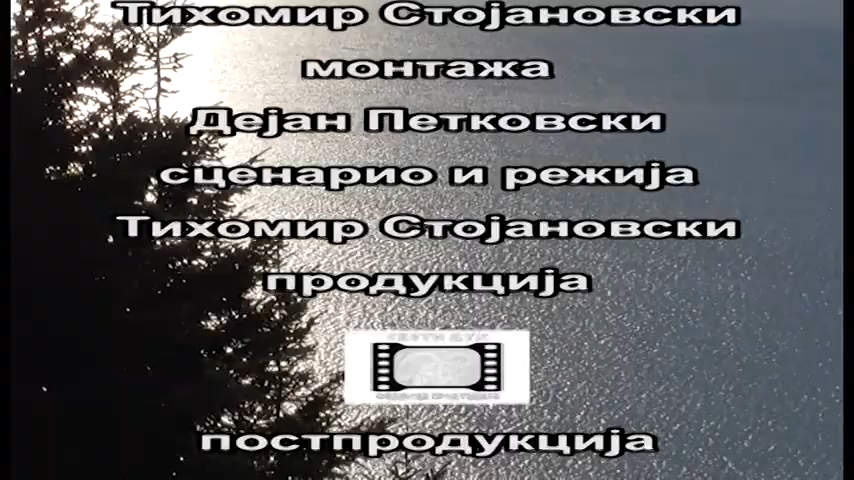 Тихомир Стојановски
монтажа
Дејан Петковски
сценарио и режија
Тихомир Стојановски
продукција
постпродукција